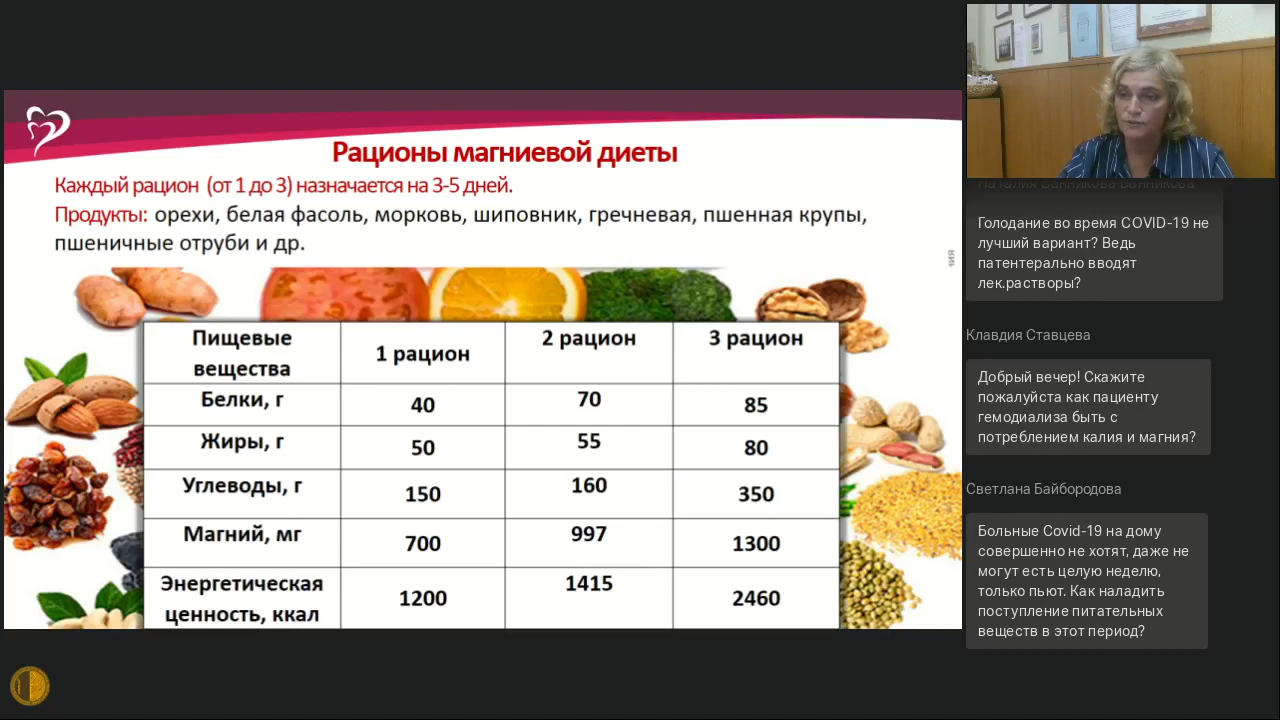 Рационы магниевой диеты
Каждый рацион (от 1 до 3) назначается на 3-5 дней.
Продукты: орехи, белая фасоль, морковь, шиповник, гречневая, пшенная крупы,
пшеничные отруби и др.
Пищевые
вещества
1 рацион
2 рацион
3 рацион
Белки, г
40
70
85
Жиры, г
50
55
80
Углеводы, г
150
160
350
Магний, мг
700
997
1300
Энергетическая
ценность, ккал
1200
1415
2460
Наталия Банникова Банникова
Голодание во время COVID-19 не
лучший вариант? Ведь
патентерально вводят
лек.растворы?
Клавдия Ставцева
Добрый вечер! Скажите
пожалуйста как пациенту
гемодиализа быть с
потреблением калия и магния?
Светлана Байбородова
Больные Covid-19 на дому
совершенно не хотят, даже не
могут есть целую неделю,
только пьют. Как наладить
поступление питательных
веществ в этот период?